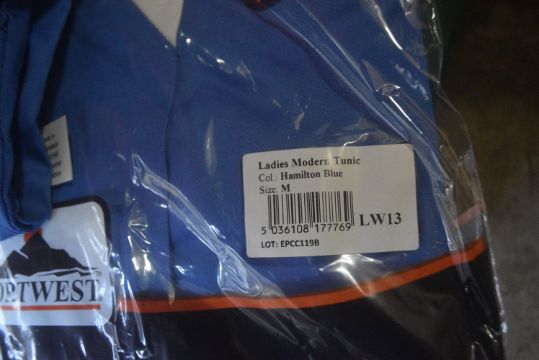 Ladies Modern Tunic
Col.: Hamilton Blue
Size: M
5 036108 177769
LW13
LOT: EPCC119B
ORTWEST